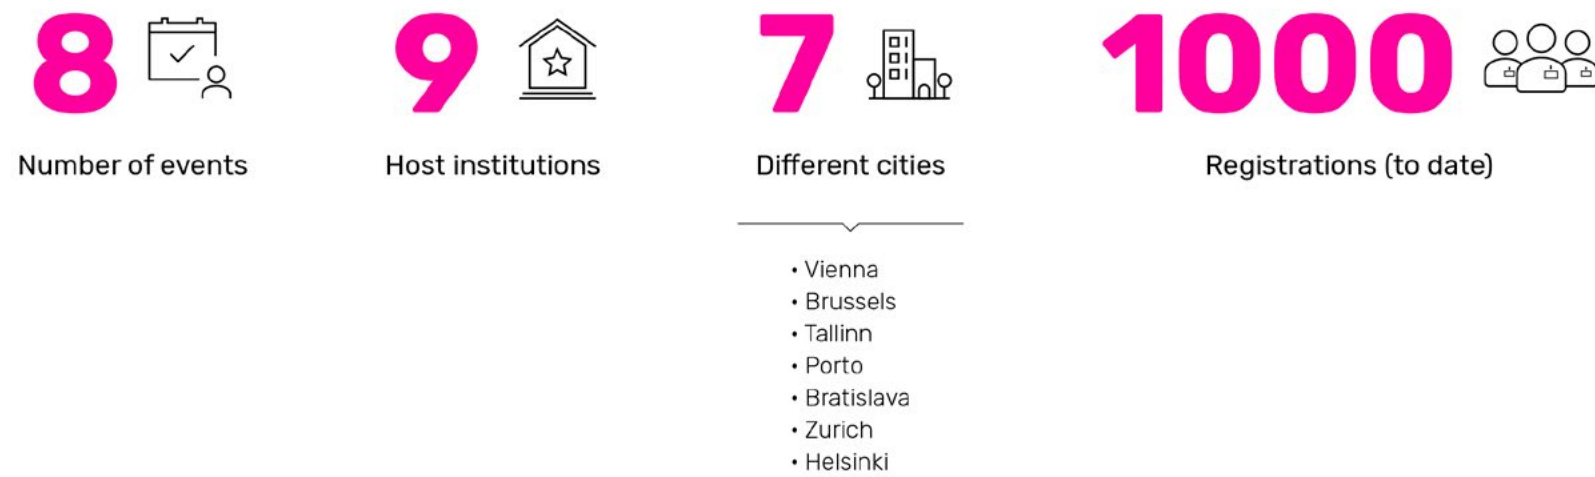 8
Number of events
9
Host institutions
7
Different cities
• Vienna
• Brussels
• Tallinn
• Porto
• Bratislava
• Zurich
• Helsinki
1000
Registrations (to date)